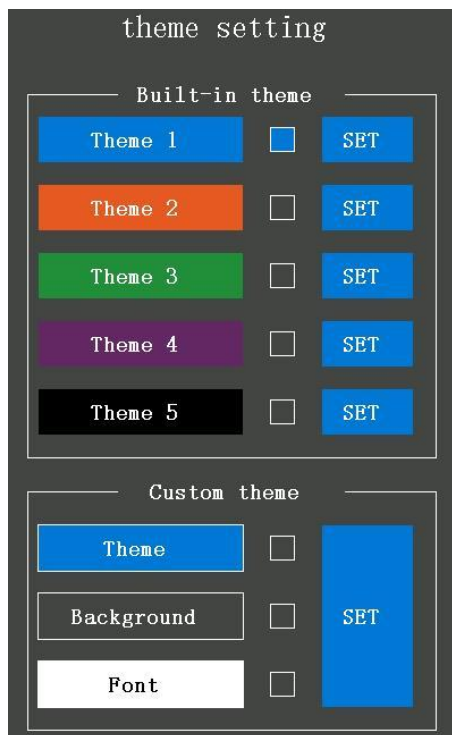 theme setting
Built-in theme
Theme 1 SET
Theme 2 SET
Theme 3 SET
Theme 4 SET
Theme 5 SET
Custom theme
Theme
Background SET
Font